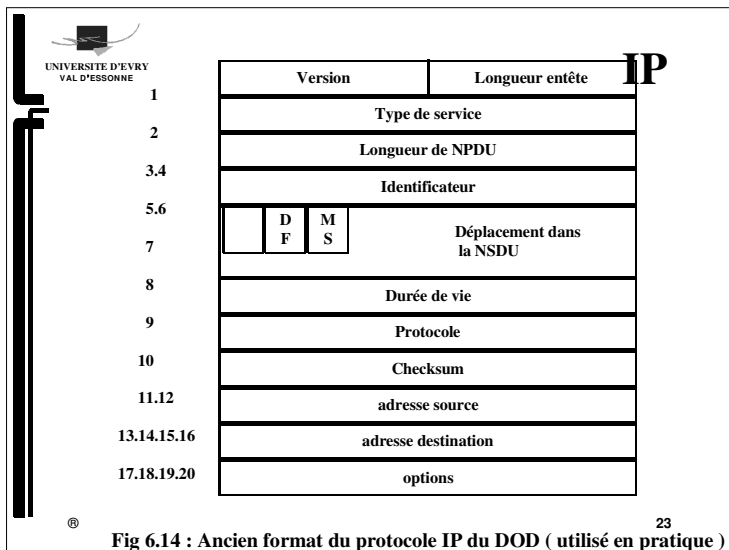 UNIVERSITE D'EVRY
VAL D'ESSONNE
IP
Version Longueur entête
1
Type de service
2
Longueur de NPDU
3.4
Identificateur
5.6
D M
F S
Déplacement dans
la NSDU
7
8
Durée de vie
9
Protocole
10
Checksum
11.12
adresse source
13.14.15.16
adresse destination
17.18.19.20
options
® 23
Fig 6.14 : Ancien format du protocole IP du DOD ( utilisé en pratique )